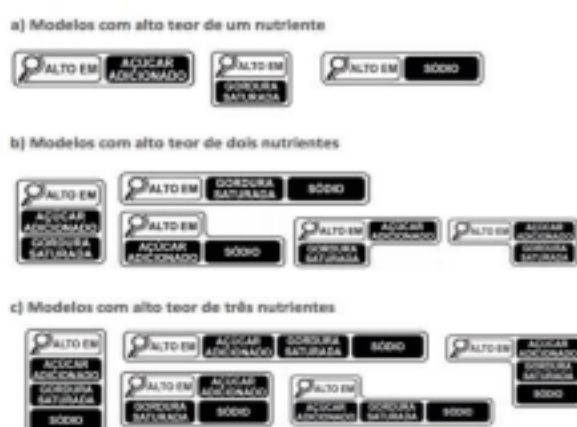 a) Modelos com alto teor de um nutriente
ALTO EM AÇÚCAR ADICIONADO
ALTO EM GORDURA SATURADA
ALTO EM SÓDIO
b) Modelos com alto teor de dois nutrientes
ALTO EM AÇÚCAR ADICIONADO GORDURA SATURADA
ALTO EM GORDURA SATURADA SÓDIO
ALTO EM AÇÚCAR ADICIONADO SÓDIO
ALTO EM AÇÚCAR ADICIONADO GORDURA SATURADA
ALTO EM AÇÚCAR ADICIONADO GORDURA SATURADA
c) Modelos com alto teor de três nutrientes
ALTO EM AÇÚCAR ADICIONADO GORDURA SATURADA SÓDIO
ALTO EM AÇÚCAR ADICIONADO GORDURA SATURADA SÓDIO
ALTO EM AÇÚCAR ADICIONADO GORDURA SATURADA SÓDIO
ALTO EM AÇÚCAR ADICIONADO GORDURA SATURADA SÓDIO
ALTO EM AÇÚCAR ADICIONADO GORDURA SATURADA SÓDIO